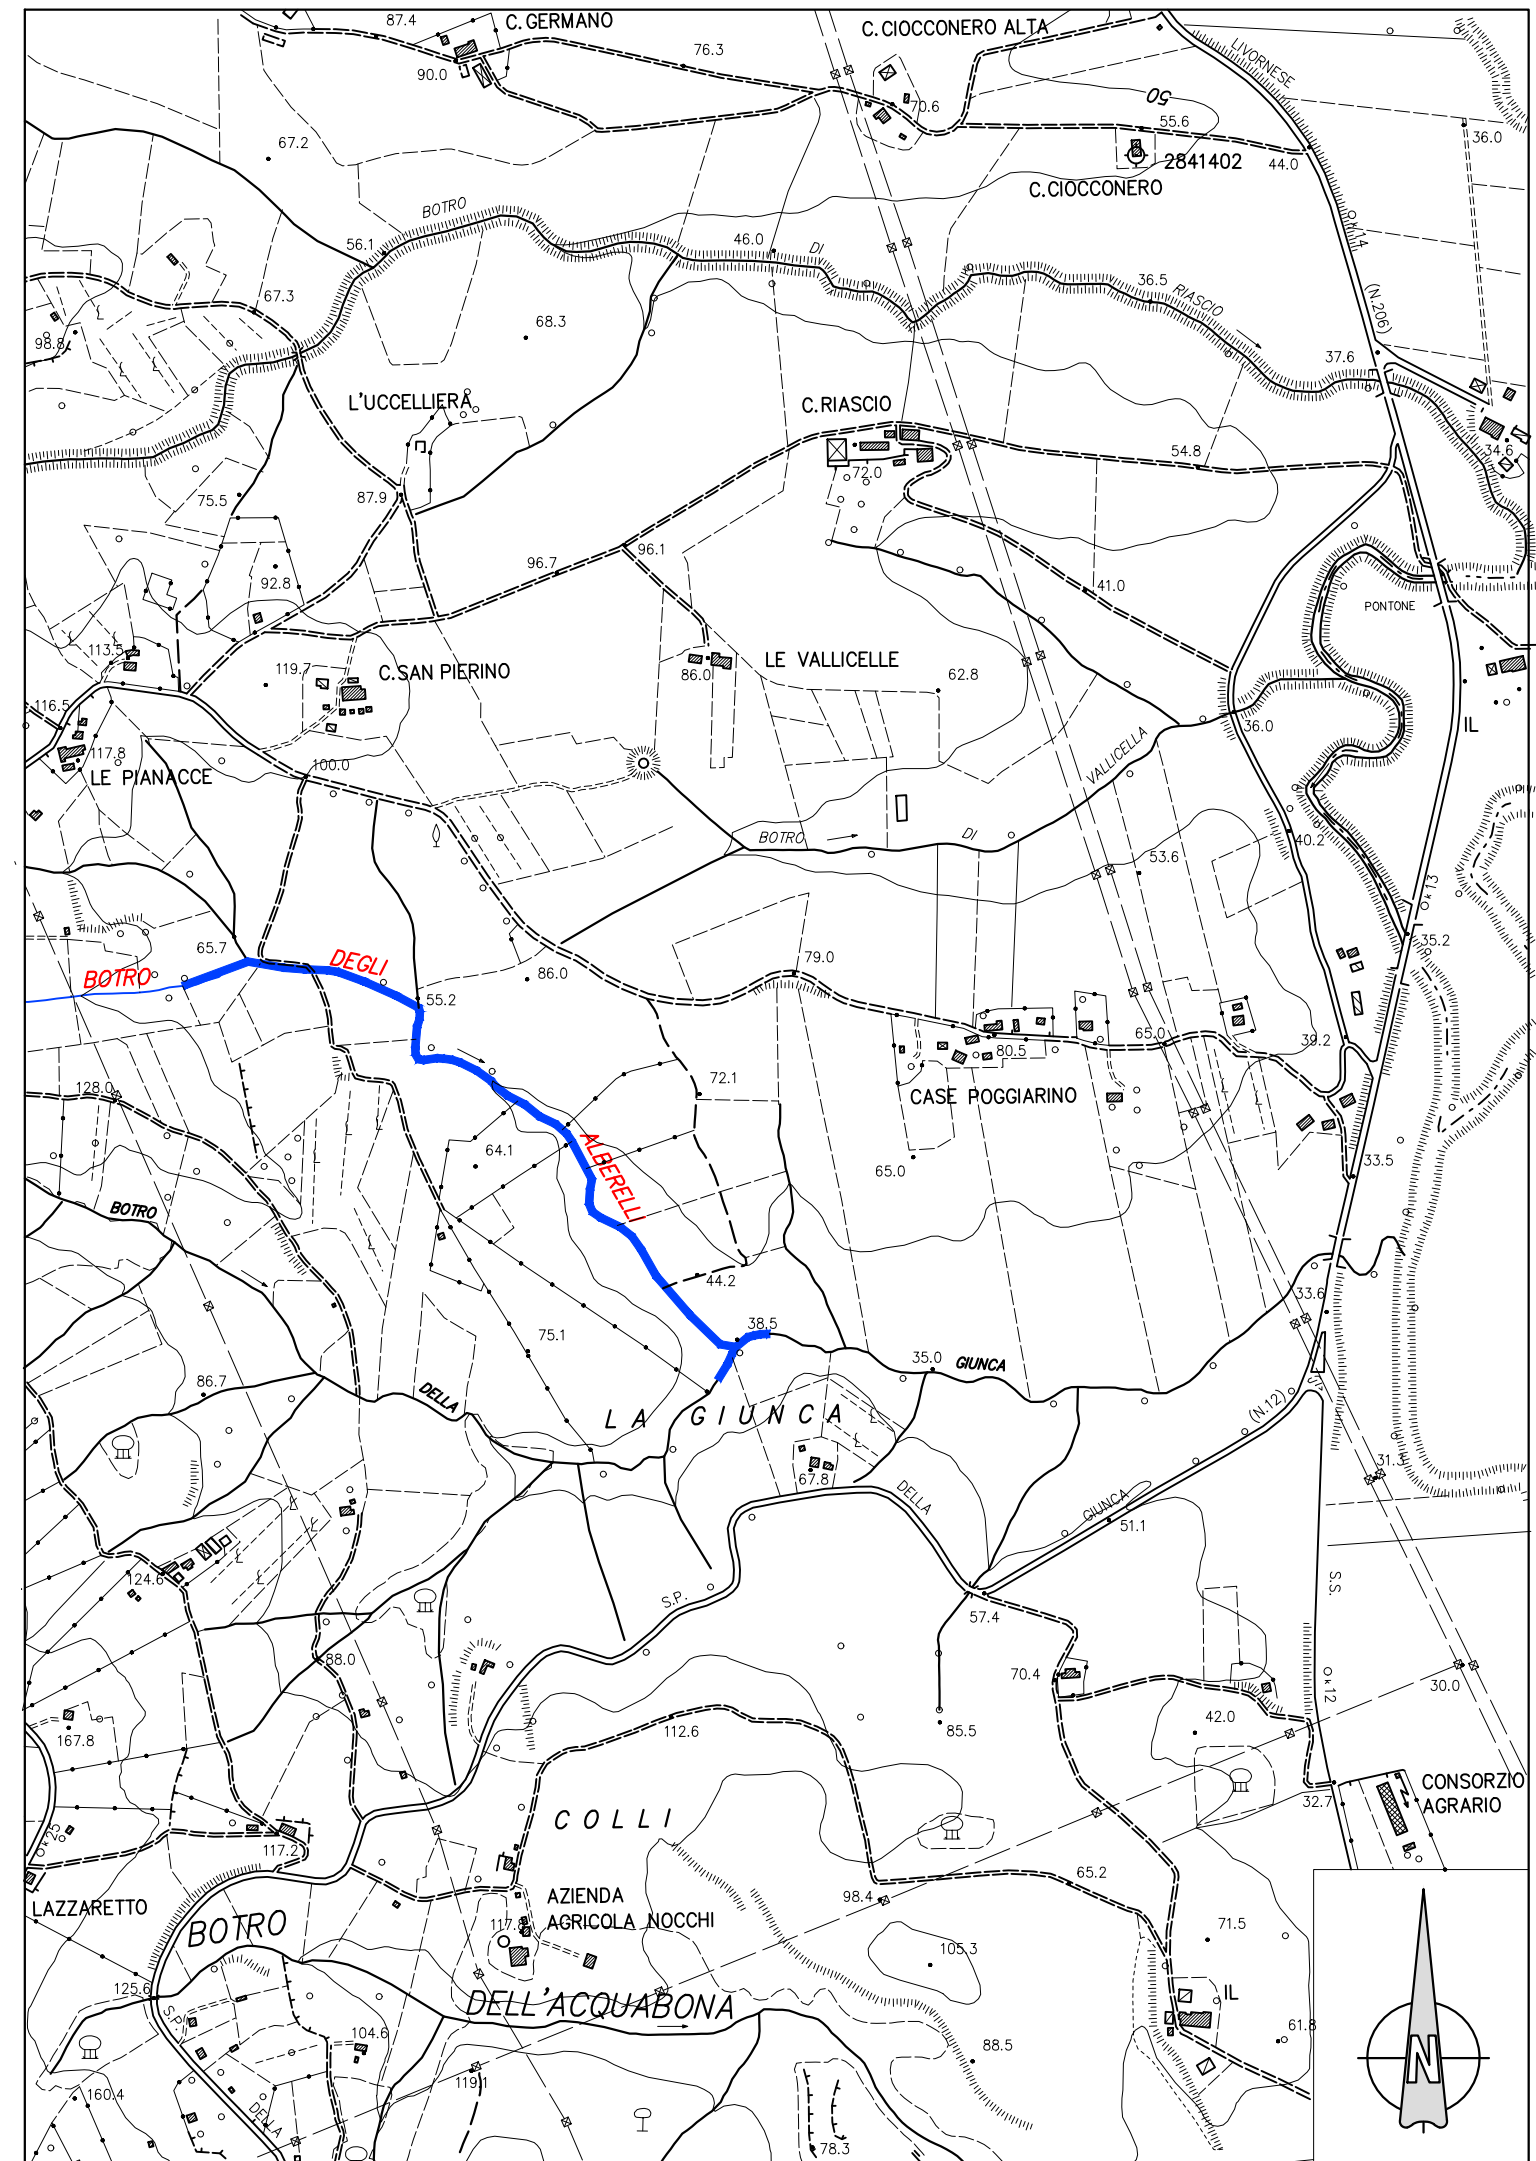 87.4
C. GERMANO
76.3
C.CIOCCONERO ALTA
LIVORNESE
90.0
70.6
50
55.6
36.0
67.2
2841402
44.0
C.CIOCCONERO
BOTRO
56.1
46.0
DI
36.5
RIASCIO
(N.206)
67.3
98.8
68.3
37.6
L'UCCELLIERA
C.RIASCIO
34.6
75.5
87.9
72.0
54.8
92.8
96.7
96.1
41.0
PONTONE
113.5
119.7
C.SAN PIERINO
86.0
LE VALLICELLE
62.8
116.5
117.8
LE PIANACCE
100.0
36.0
IL
VALLICELLA
BOTRO
DI
40.2
53.6
k13
65.7
35.2
BOTRO
DEGLI
86.0
79.0
55.2
80.5
65.0
39.2
128.0
72.1
CASE POGGIARINO
64.1
ALBERELLI
65.0
33.5
BOTRO
44.2
33.6
75.1
38.5
35.0
GIUNCA
86.7
DELLA
LA GIUNCA
(N.12)
67.8
DELLA
GIUNCA
51.1
31.3
124.6
S.P.
57.4
S.S.
88.0
70.4
k12
30.0
167.8
112.6
85.5
42.0
CONSORZIO
AGRARIO
32.7
COLLI
k25
117.2
65.2
LAZZARETTO
AZIENDA
AGRICOLA NOCCHI
98.4
BOTRO
117.8
71.5
105.3
125.6
S.P.
DELL'ACQUABONA
IL
104.6
61.8
88.5
119.1
160.4
DELLA
78.3
N